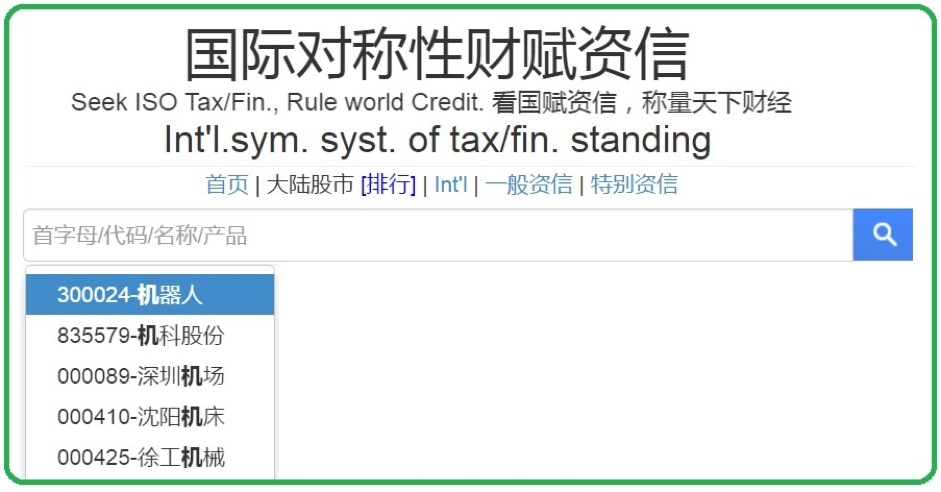 国际对称性财赋资信
Seek ISO Tax/Fin., Rule world Credit. 看国赋资信，称量天下财经
Int'l.sym. syst. of tax/fin. standing
首页 | 大陆股市 [排行] | Int'l | 一般资信 | 特别资信
首字母/代码/名称/产品
300024-机器人
835579-机科股份
000089-深圳机场
000410-沈阳机床
000425-徐工机械